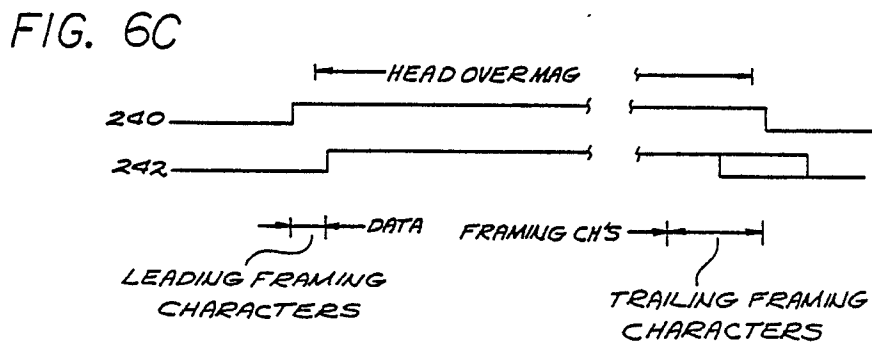 FIG. 6C
HEAD OVER MAG
240
242
DATA
FRAMING CH'S
LEADING FRAMING
CHARACTERS
TRAILING FRAMING
CHARACTERS